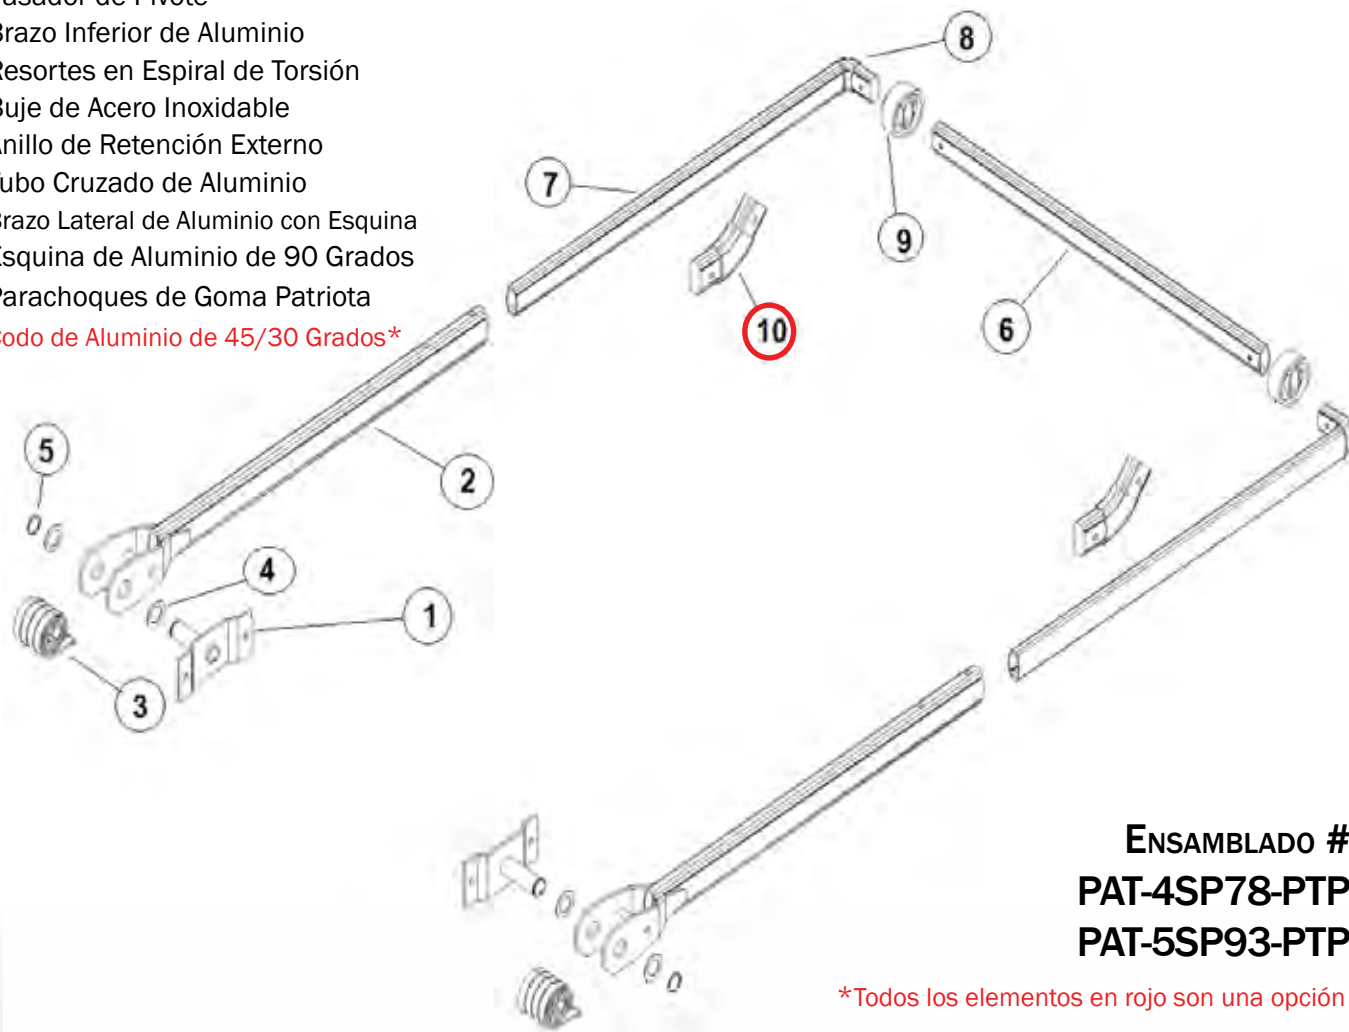 Pasador de Pivote
Brazo Inferior de Aluminio
Resortes en Espiral de Torsión
Buje de Acero Inoxidable
Anillo de Retención Externo
Tubo Cruzado de Aluminio
Brazo Lateral de Aluminio con Esquina
Esquina de Aluminio de 90 Grados
Parachoques de Goma Patriota
Codo de Aluminio de 45/30 Grados*
8
7
9
10
6
5
2
4
1
3
ENSAMBLADO #
PAT-4SP78-PTP
PAT-5SP93-PTP
*Todos los elementos en rojo son una opción